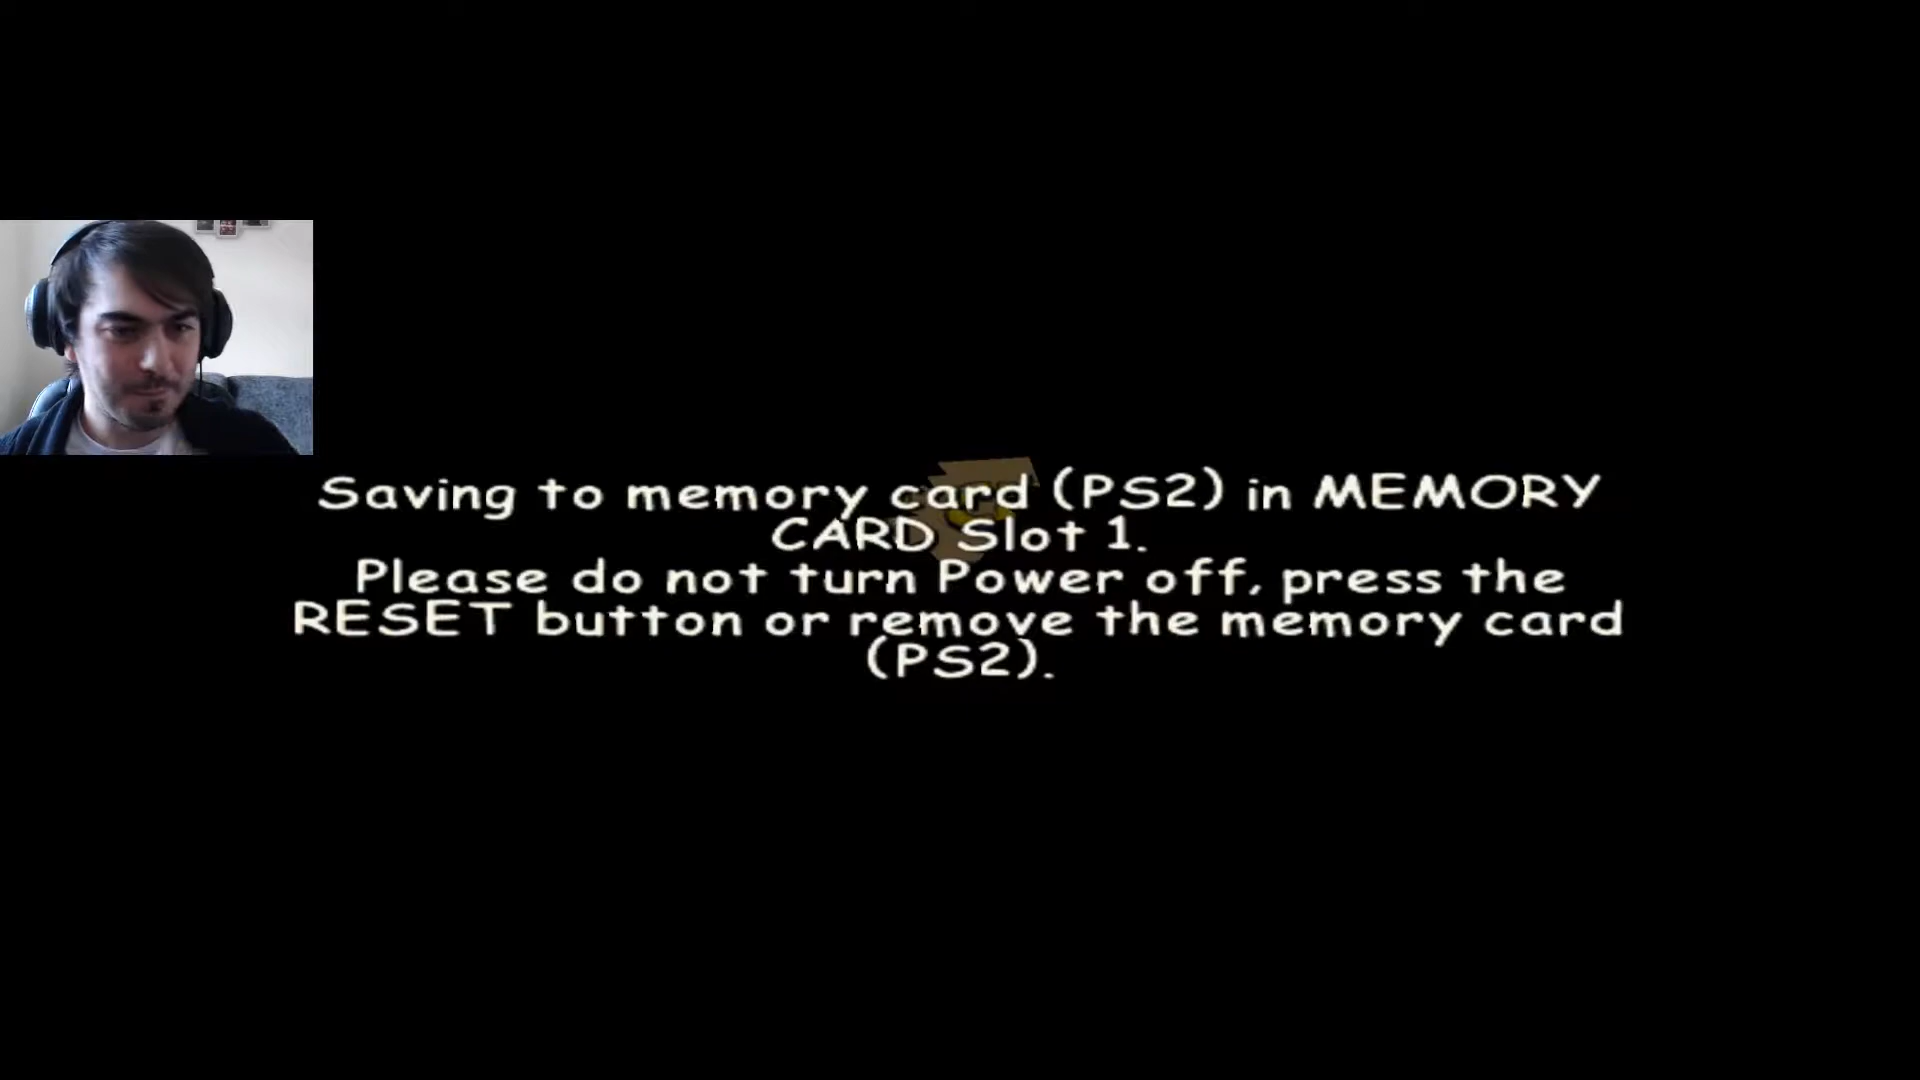 Saving to memory card (PS2) in MEMORY
CARD Slot 1.
Please do not turn Power off, press the
RESET button or remove the memory card
(PS2).